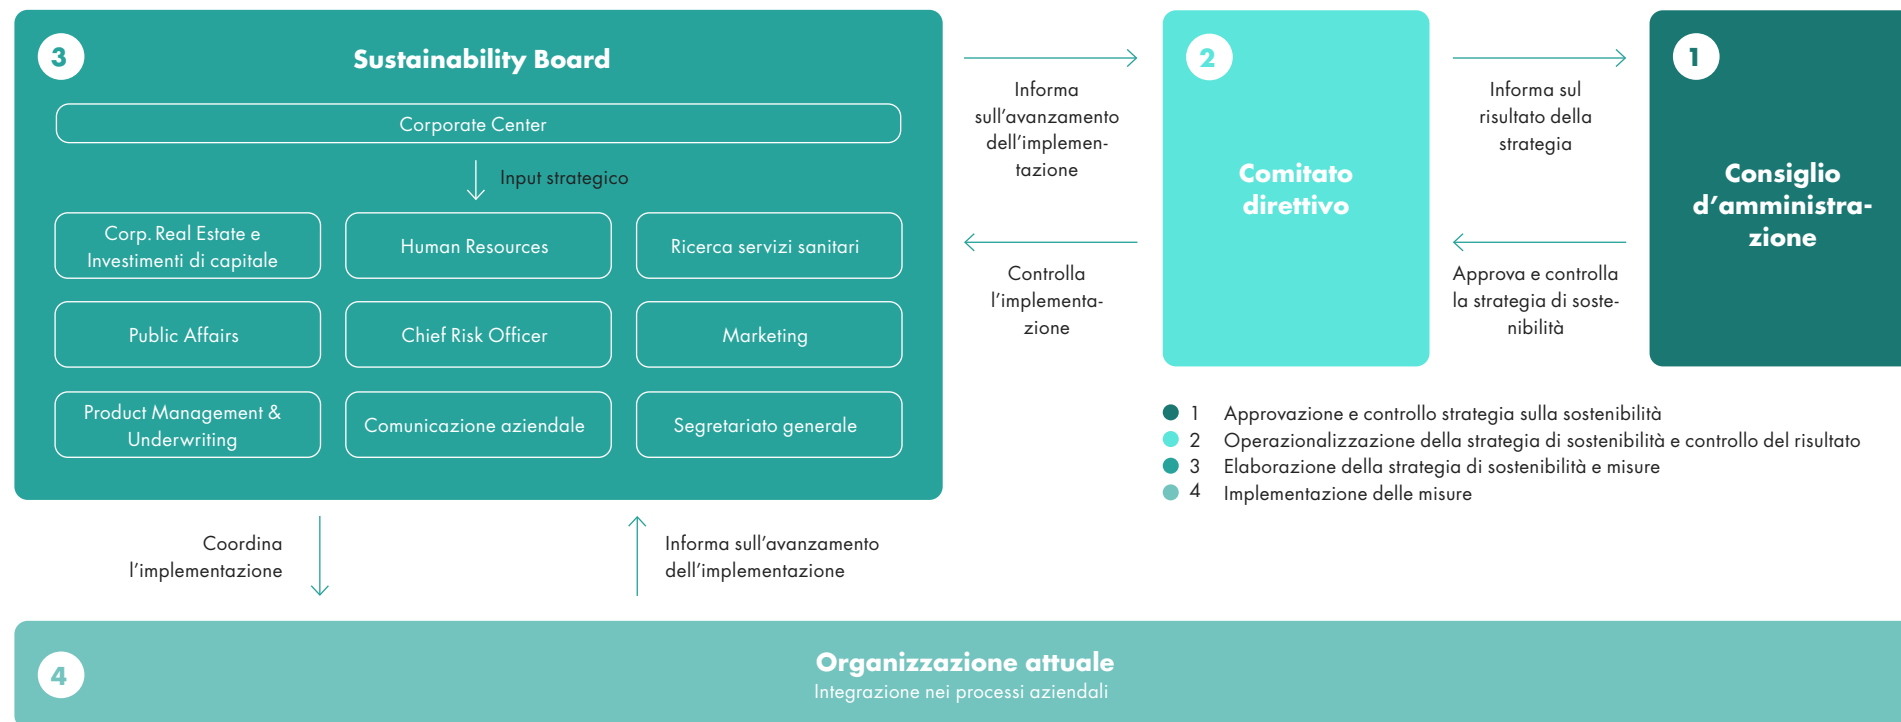 3
Sustainability Board
Corporate Center
Input strategico
Corp. Real Estate e
Investimenti di capitale
Human Resources
Ricerca servizi sanitari
Public Affairs
Chief Risk Officer
Marketing
Product Management &
Underwriting
Comunicazione aziendale
Segretariato generale
Informa
sull'avanzamento
dell'implemen-
tazione
Controlla
l'implementa-
zione
2
Comitato
direttivo
Informa sul
risultato della
strategia
Approva e controlla
la strategia di soste-
nibilità
1
Consiglio
d'amministra-
zione
1 Approvazione e controllo strategia sulla sostenibilità
2 Operazionalizzazione della strategia di sostenibilità e controllo del risultato
3 Elaborazione della strategia di sostenibilità e misure
4 Implementazione delle misure
Coordina
l'implementazione
Informa sull'avanzamento
dell'implementazione
4
Organizzazione attuale
Integrazione nei processi aziendali